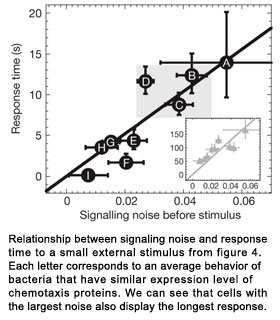 Response time (s)
20
15
10
5
0
A
B
C
D
E
F
G
H
I
150
100
50
0
0 0.02 0.04 0.06
0 0.02 0.04 0.06
Signalling noise before stimulus
Relationship between signaling noise and response
time to a small external stimulus from figure 4.
Each letter corresponds to an average behavior of
bacteria that have similar expression level of
chemotaxis proteins. We can see that cells with
the largest noise also display the longest response.